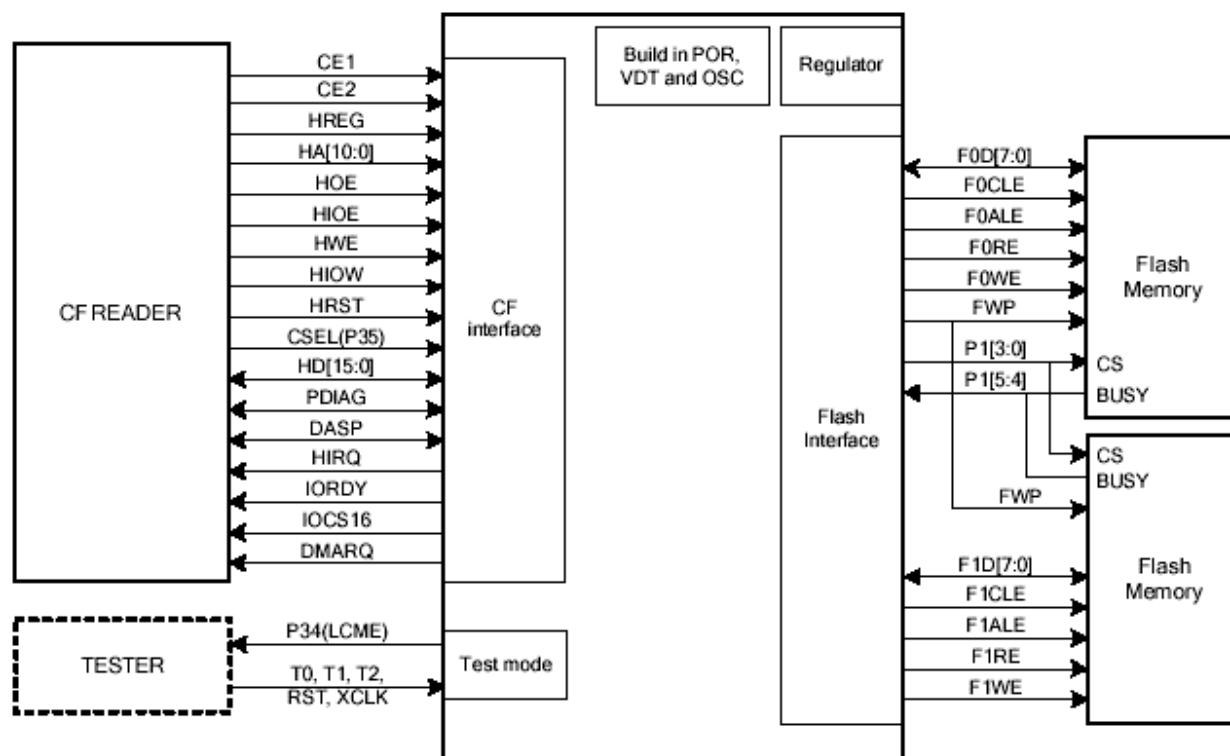 CF READER
CE1
CE2
HREG
HA[10:0]
HOE
HIOE
HWE
HIOW
HRST
CSEL(P35)
HD[15:0]
PDIAG
DASP
HIRQ
IORDY
IOCS16
DMARQ
CF
interface
TESTER
P34(LCME)
T0, T1, T2,
RST, XCLK
Test mode
Build in POR,
VDT and OSC
Regulator
Flash
Interface
F0D[7:0]
F0CLE
F0ALE
F0RE
F0WE
FWP
P1[3:0]
P1[5:4]
Flash
Memory
CS
BUSY
CS
BUSY
FWP
F1D[7:0]
F1CLE
F1ALE
F1RE
F1WE
Flash
Memory